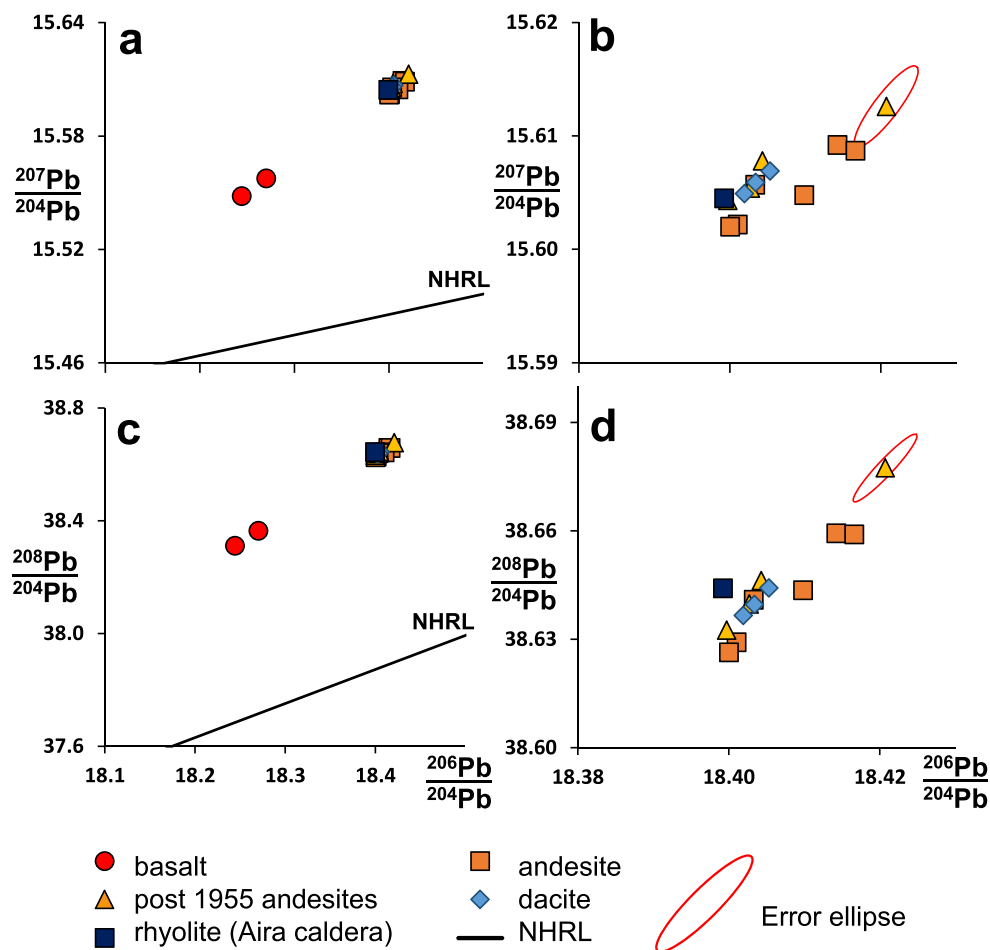 a
15.64
15.58
15.52
15.46
207Pb
204Pb
NHRL
b
15.62
15.61
15.60
15.59
207Pb
204Pb
c
38.8
38.4
38.0
37.6
208Pb
204Pb
NHRL
18.1
18.2
18.3
18.4
206Pb
204Pb
d
38.69
38.66
38.63
38.60
208Pb
204Pb
18.38
18.40
18.42
206Pb
204Pb
basalt
post 1955 andesites
rhyolite (Aira caldera)
andesite
dacite
NHRL
Error ellipse